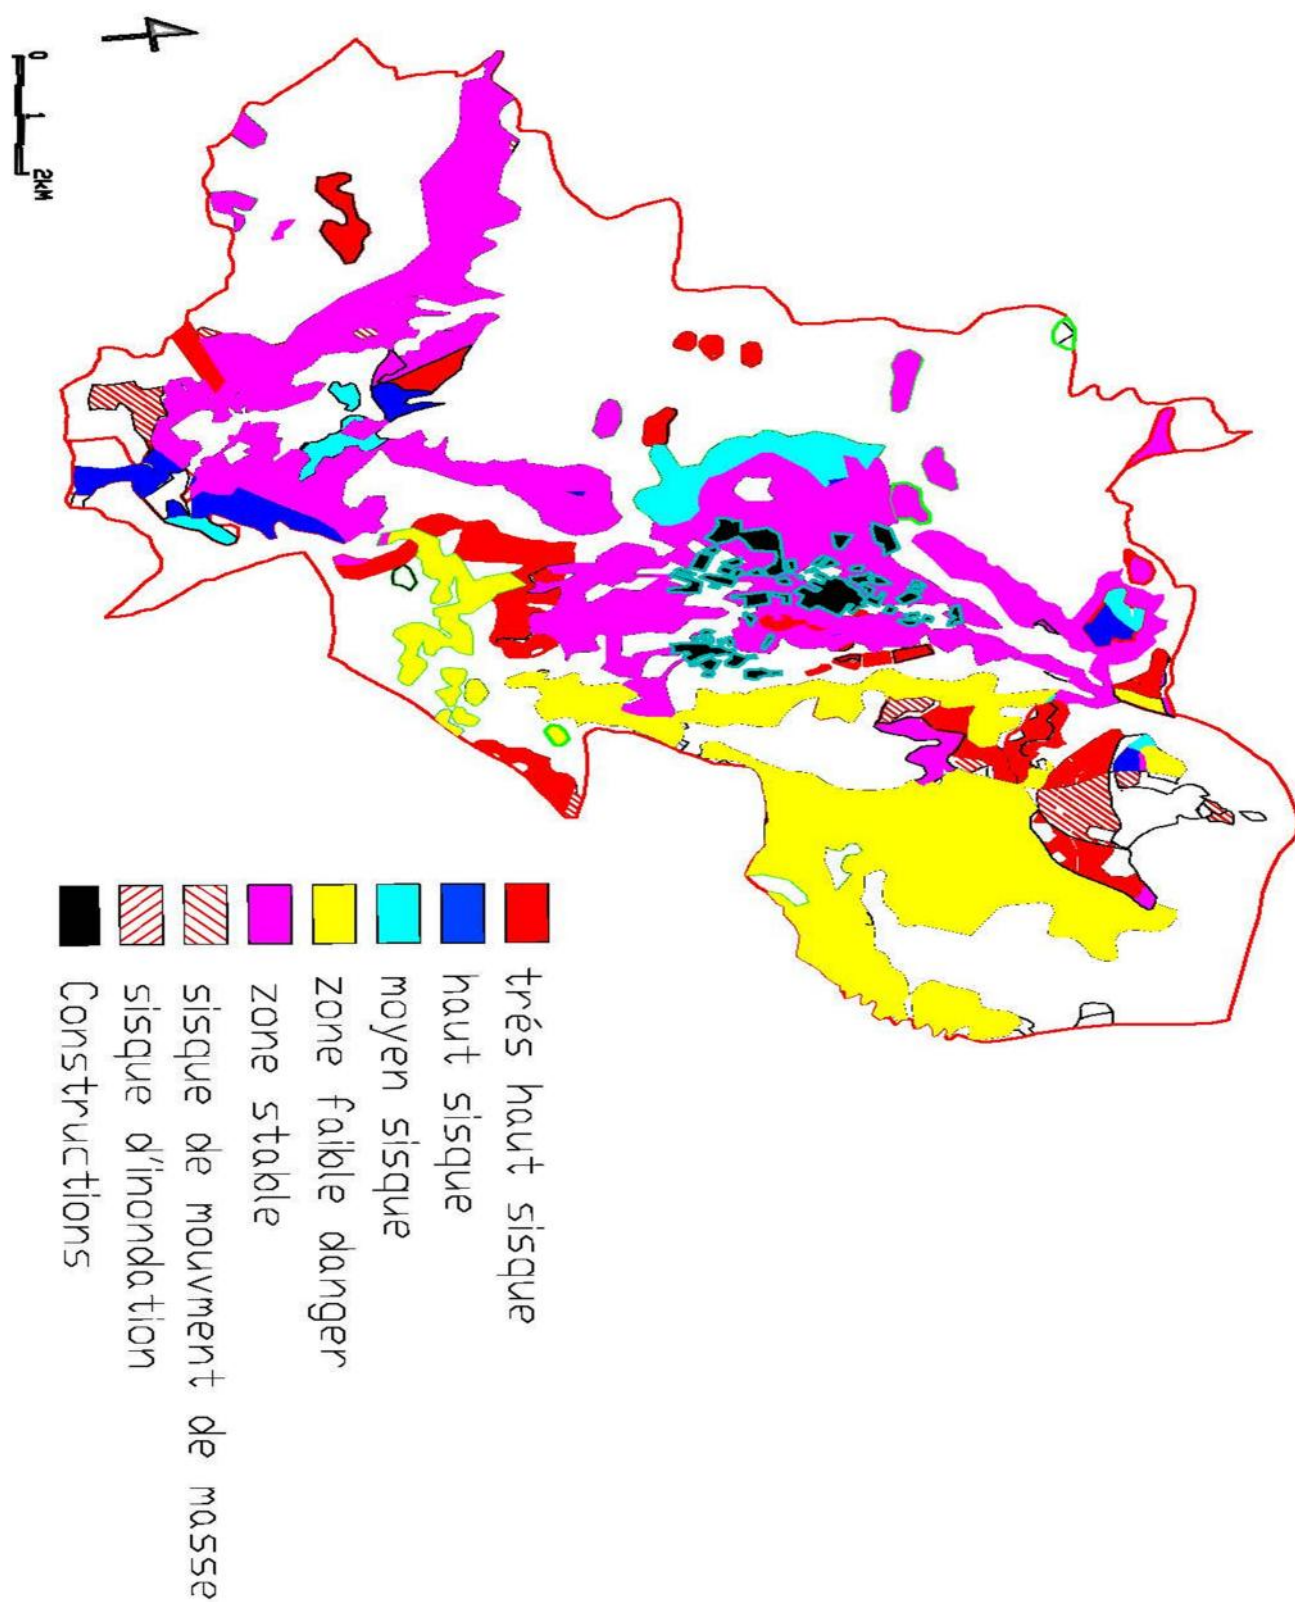 0 1 2kM
trés haut sisque
haut sisque
moyen sisque
zone faible danger
zone stable
sisque de mouvment de masse
sisque d'inondation
Constructions